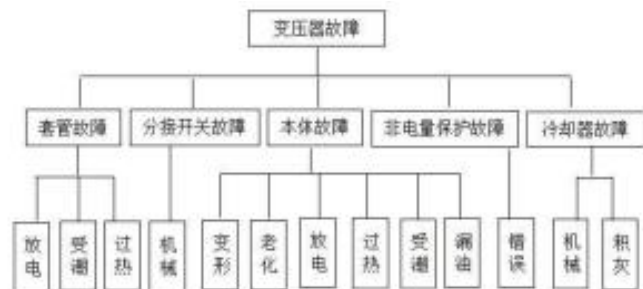 变压器故障
套管故障 分接开关故障 本体故障 非电量保护故障 冷却器故障
放电 受潮 过热 机械 变形 老化 放电 过热 受潮 漏油 错误 机械 积灰